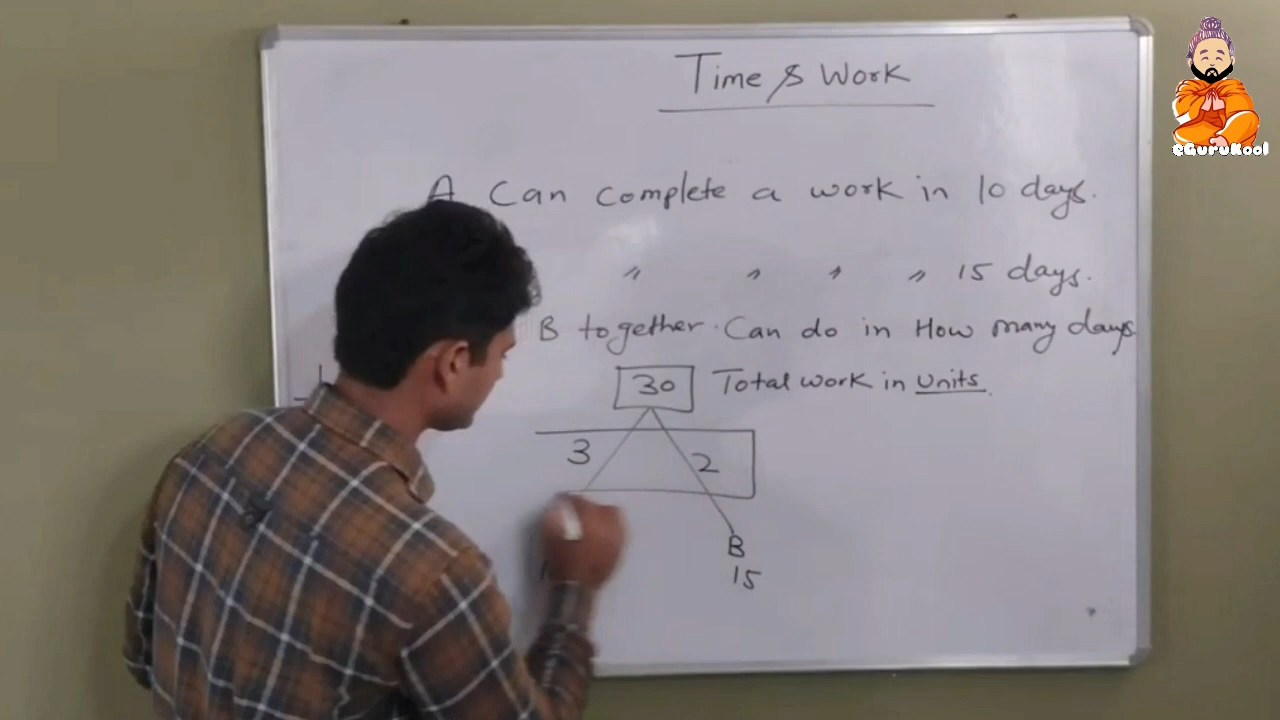 Time & Work
eGuruKool
A Can complete a work in 10 days.
〃 〃 〃 〃 15 days.
B together. Can do in How many days
30 Total work in Units.
3 2
B
15